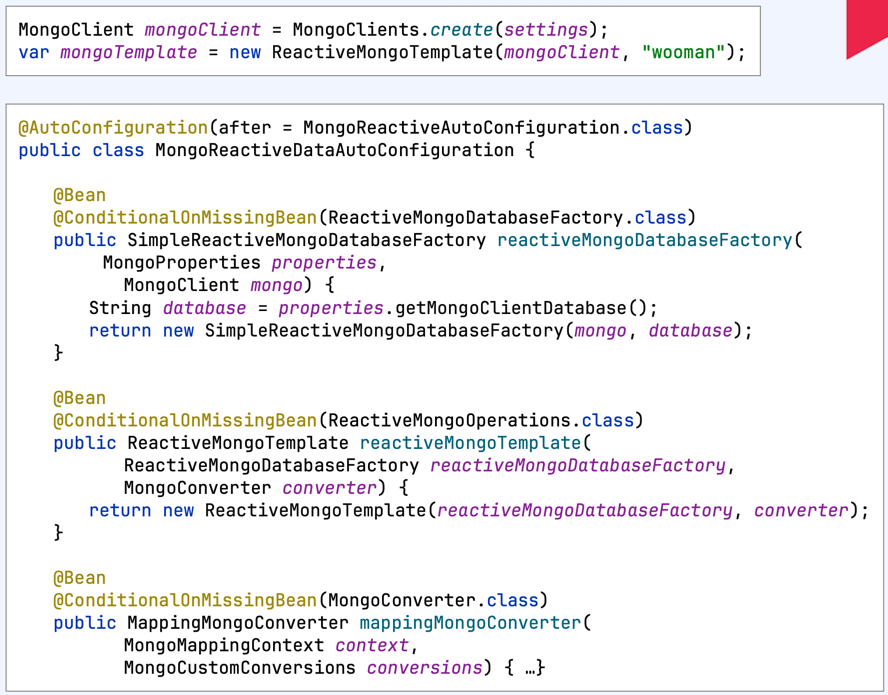 MongoClient mongoClient = MongoClients.create(settings);
var mongoTemplate = new ReactiveMongoTemplate(mongoClient, "wooman");
@AutoConfiguration(after = MongoReactiveAutoConfiguration.class)
public class MongoReactiveDataAutoConfiguration {
@Bean
@ConditionalOnMissingBean(ReactiveMongoDatabaseFactory.class)
public SimpleReactiveMongoDatabaseFactory reactiveMongoDatabaseFactory(
MongoProperties properties,
MongoClient mongo) {
String database = properties.getMongoClientDatabase();
return new SimpleReactiveMongoDatabaseFactory(mongo, database);
}
@Bean
@ConditionalOnMissingBean(ReactiveMongoOperations.class)
public ReactiveMongoTemplate reactiveMongoTemplate(
ReactiveMongoDatabaseFactory reactiveMongoDatabaseFactory,
MongoConverter converter) {
return new ReactiveMongoTemplate(reactiveMongoDatabaseFactory, converter);
}
@Bean
@ConditionalOnMissingBean(MongoConverter.class)
public MappingMongoConverter mappingMongoConverter(
MongoMappingContext context,
MongoCustomConversions conversions) { …}